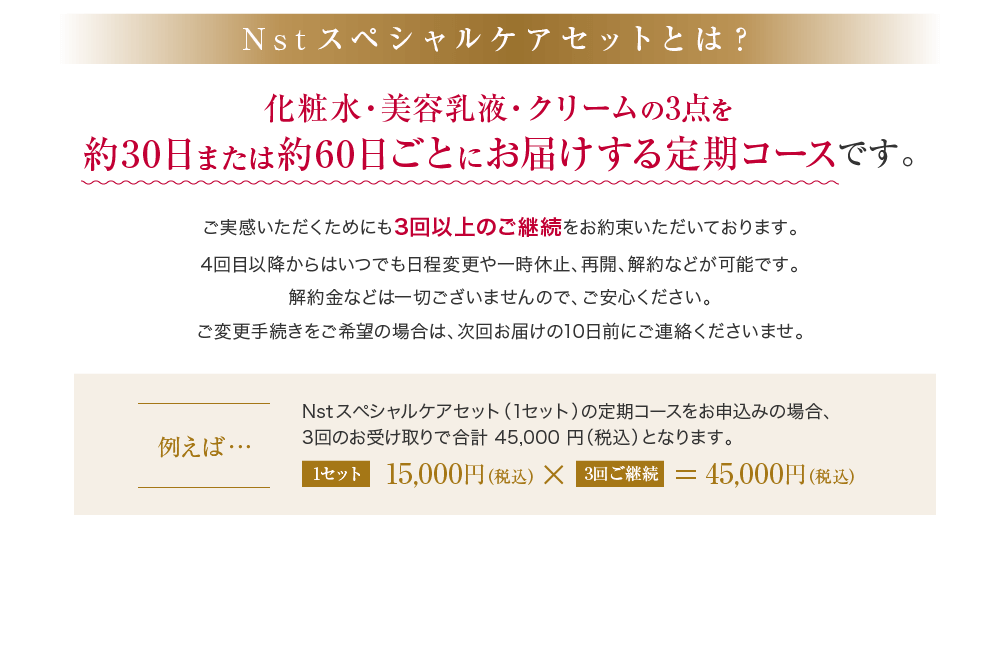 Nstスペシャルケアセットとは?
化粧水・美容乳液・クリームの3点を
約30日または約60日ごとにお届けする定期コースです。
ご実感いただくためにも3回以上のご継続をお約束いただいております。
4回目以降からはいつでも日程変更や一時休止、再開、解約などが可能です。
解約金などは一切ございませんので、ご安心ください。
ご変更手続きをご希望の場合は、次回お届けの10日前にご連絡くださいませ。
例えば…
Nstスペシャルケアセット(1セット)の定期コースをお申込みの場合、
3回のお受け取りで合計 45,000 円(税込)となります。
1セット 15,000円(税込) × 3回ご継続 = 45,000円(税込)